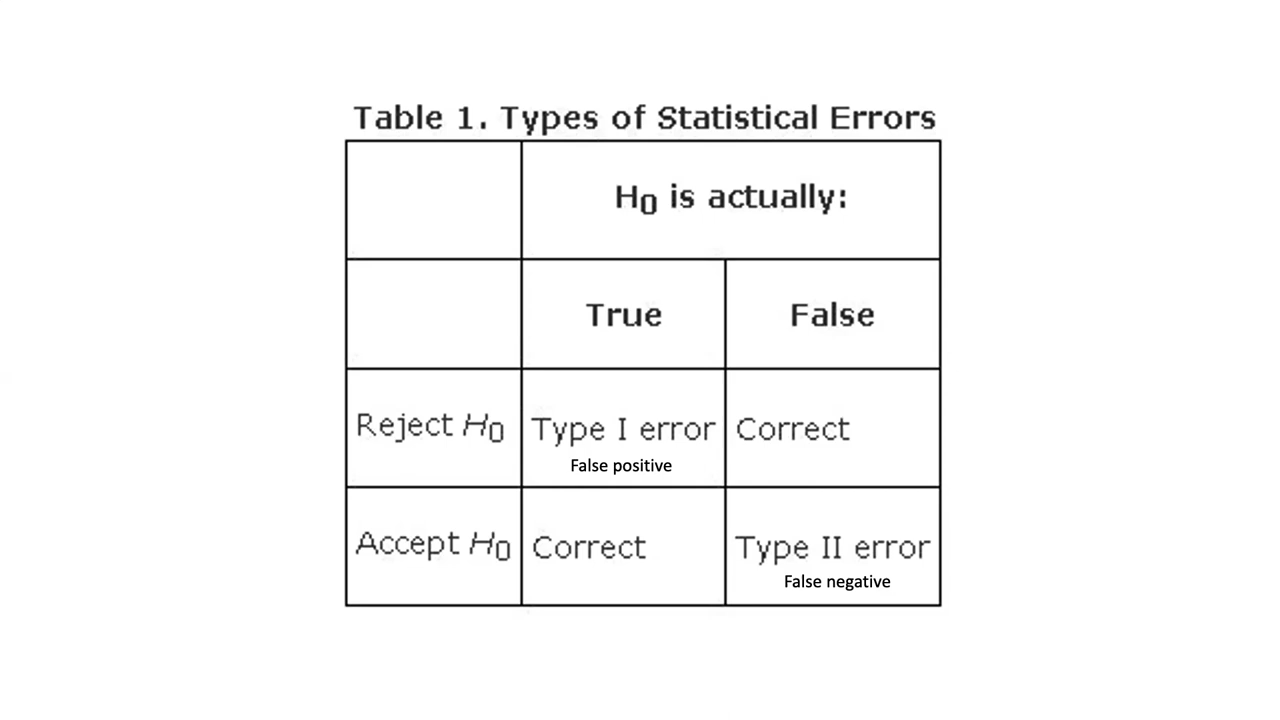 Table 1. Types of Statistical Errors
H0 is actually:
True False
Reject H0 Type I error Correct
False positive
Accept H0 Correct Type II error
False negative